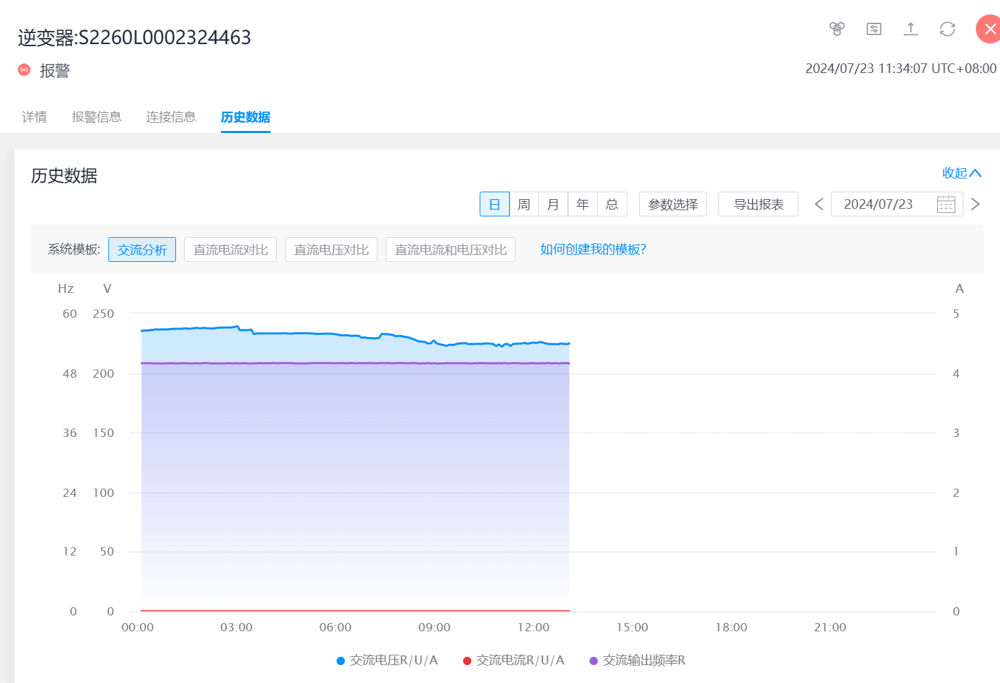 逆变器:S2260L0002324463
报警
2024/07/23 11:34:07 UTC+08:00
详情 报警信息 连接信息 历史数据
历史数据
收起
日 周 月 年 总 参数选择 导出报表 2024/07/23
系统模板: 交流分析 直流电流对比 直流电压对比 直流电流和电压对比 如何创建我的模板?
Hz V A
60 250 5
48 200 4
36 150 3
24 100 2
12 50 1
0 0 0
00:00 03:00 06:00 09:00 12:00 15:00 18:00 21:00
交流电压R/U/A 交流电流R/U/A 交流输出频率R